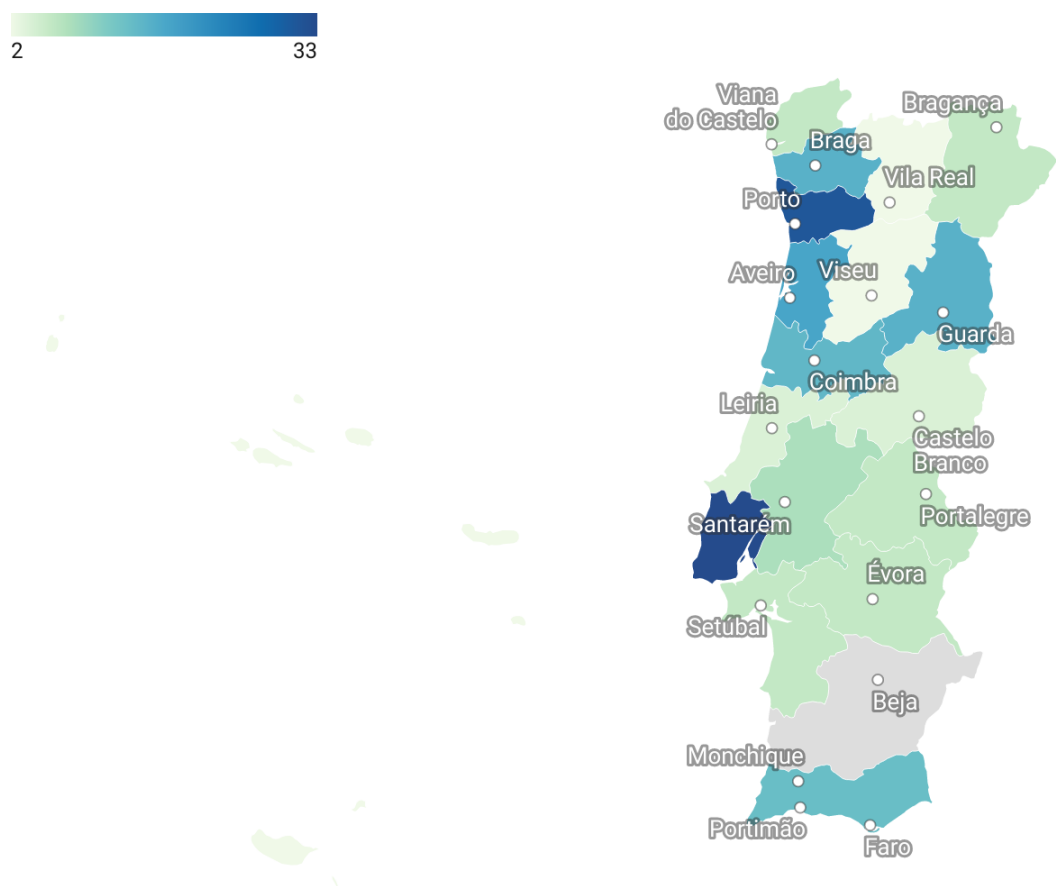 2
33
Viana
do Castelo
Bragança
Braga
Vila Real
Porto
Aveiro
Viseu
Guarda
Coimbra
Leiria
Castelo
Branco
Portalegre
Santarém
Évora
Setúbal
Beja
Monchique
Portimão
Faro